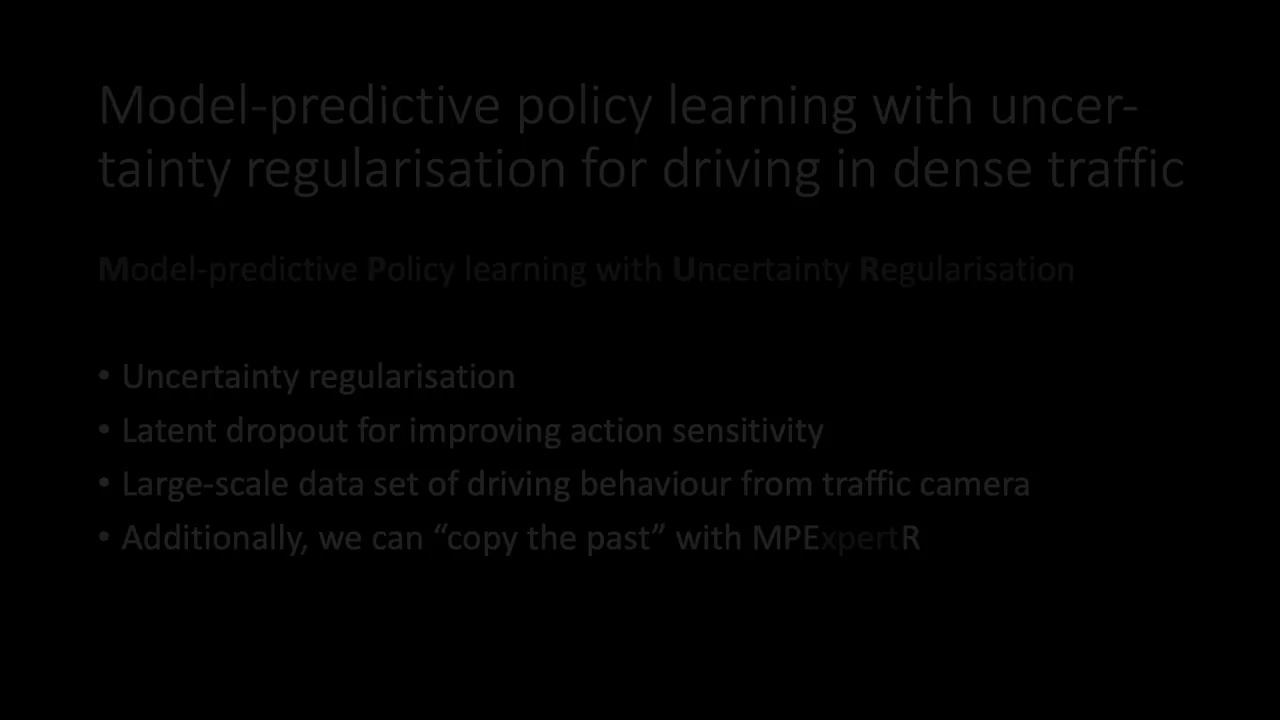 Model-predictive policy learning with uncer-
tainty regularisation for driving in dense traffic
Model-predictive Policy learning with Uncertainty Regularisation
• Uncertainty regularisation
• Latent dropout for improving action sensitivity
• Large-scale data set of driving behaviour from traffic camera
• Additionally, we can “copy the past” with MPExpertR